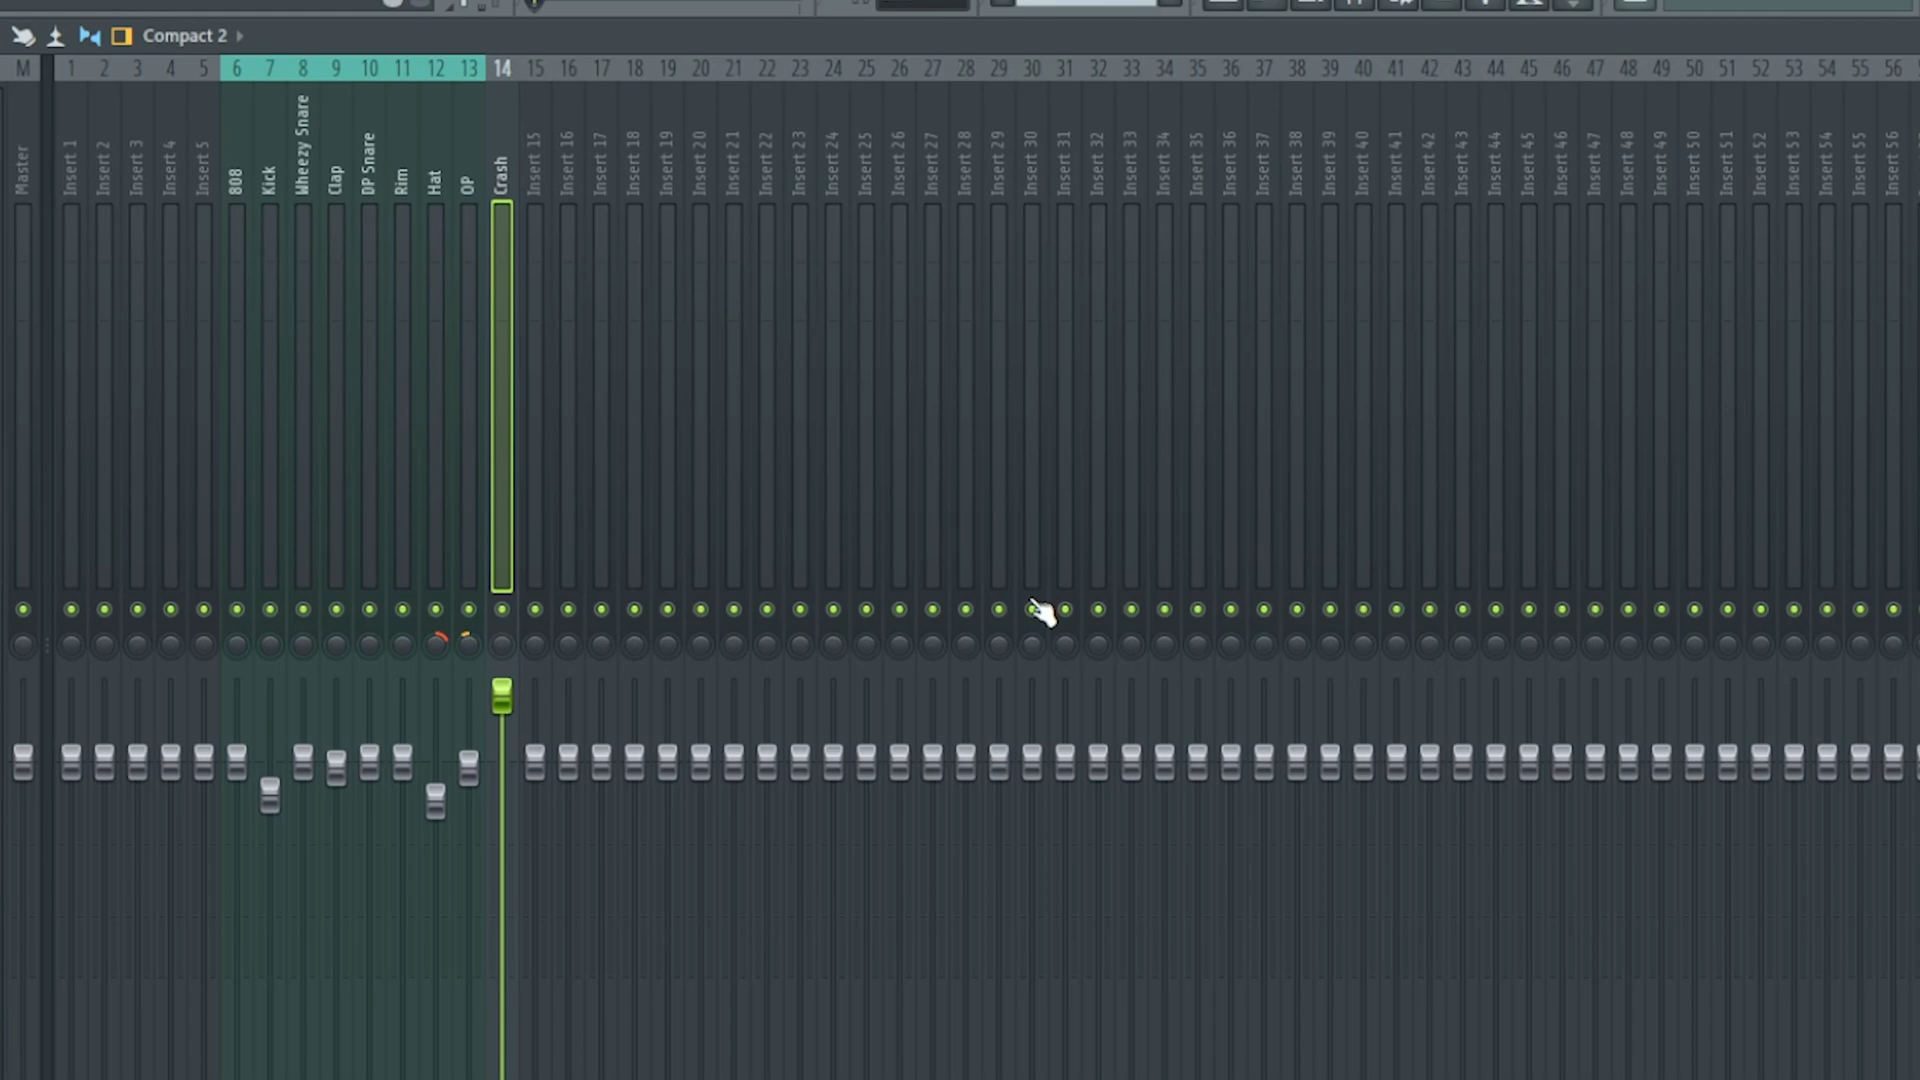 Compact 2
M 1 2 3 4 5 6 7 8 9 10 11 12 13 14 15 16 17 18 19 20 21 22 23 24 25 26 27 28 29 30 31 32 33 34 35 36 37 38 39 40 41 42 43 44 45 46 47 48 49 50 51 52 53 54 55 56
Master
Insert 1
Insert 2
Insert 3
Insert 4
Insert 5
808
Kick
Wheezy Snare
Clap
DP Snare
Rim
Hat
OP
Crash
Insert 15
Insert 16
Insert 17
Insert 18
Insert 19
Insert 20
Insert 21
Insert 22
Insert 23
Insert 24
Insert 25
Insert 26
Insert 27
Insert 28
Insert 29
Insert 30
Insert 31
Insert 32
Insert 33
Insert 34
Insert 35
Insert 36
Insert 37
Insert 38
Insert 39
Insert 40
Insert 41
Insert 42
Insert 43
Insert 44
Insert 45
Insert 46
Insert 47
Insert 48
Insert 49
Insert 50
Insert 51
Insert 52
Insert 53
Insert 54
Insert 55
Insert 56